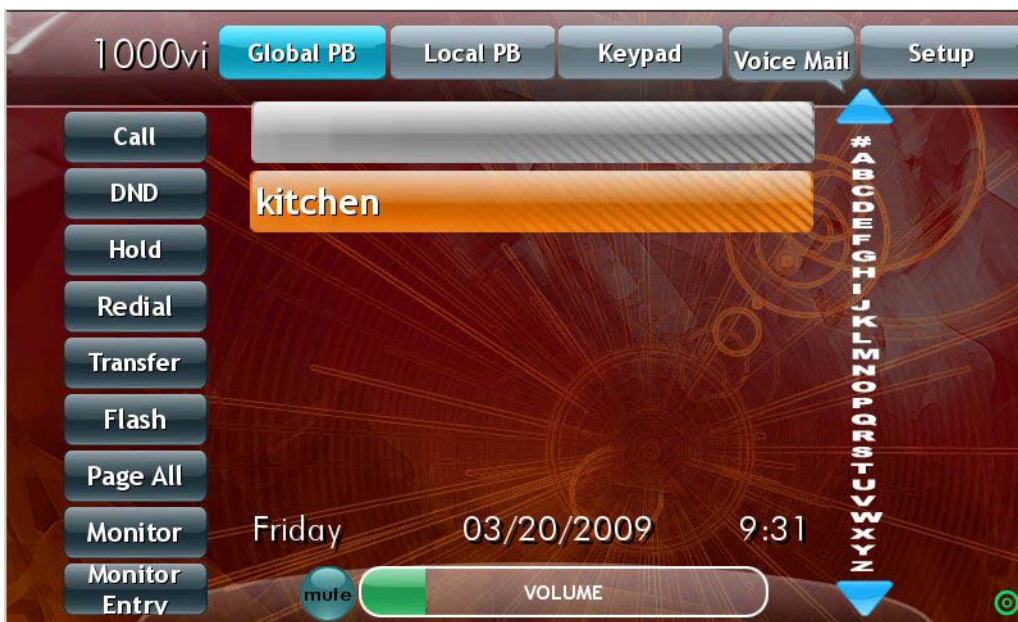 1000vi
Global PB
Local PB
Keypad
Voice Mail
Setup
Call
DND
Hold
Redial
Transfer
Flash
Page All
Monitor
Monitor
Entry
kitchen
#
A
B
C
D
E
F
G
H
I
J
K
L
M
N
O
P
Q
R
S
T
U
V
W
X
Y
Z
Friday
03/20/2009
9:31
mute
VOLUME